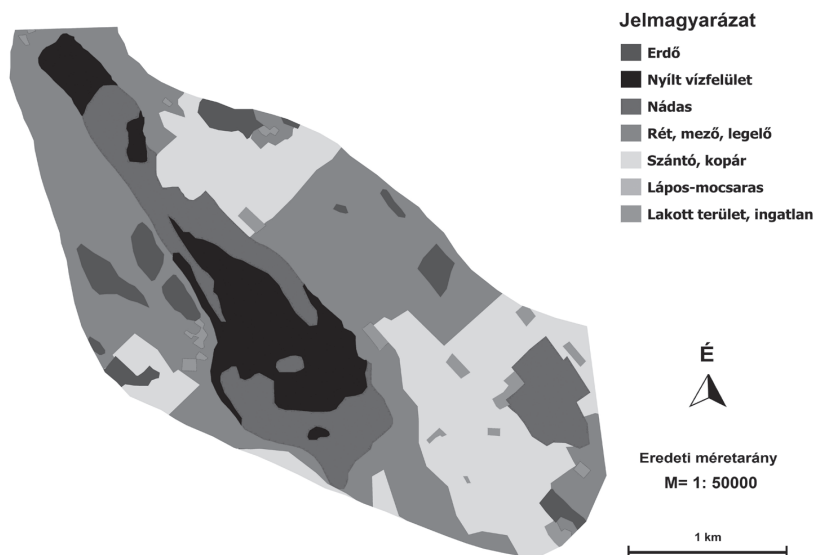 Jelmagyarázat
Erdő
Nyílt vízfelület
Nádas
Rét, mező, legelő
Szántó, kopár
Lápos-mocsaras
Lakott terület, ingatlan
É
Eredeti méretarány
M= 1: 50000
1 km